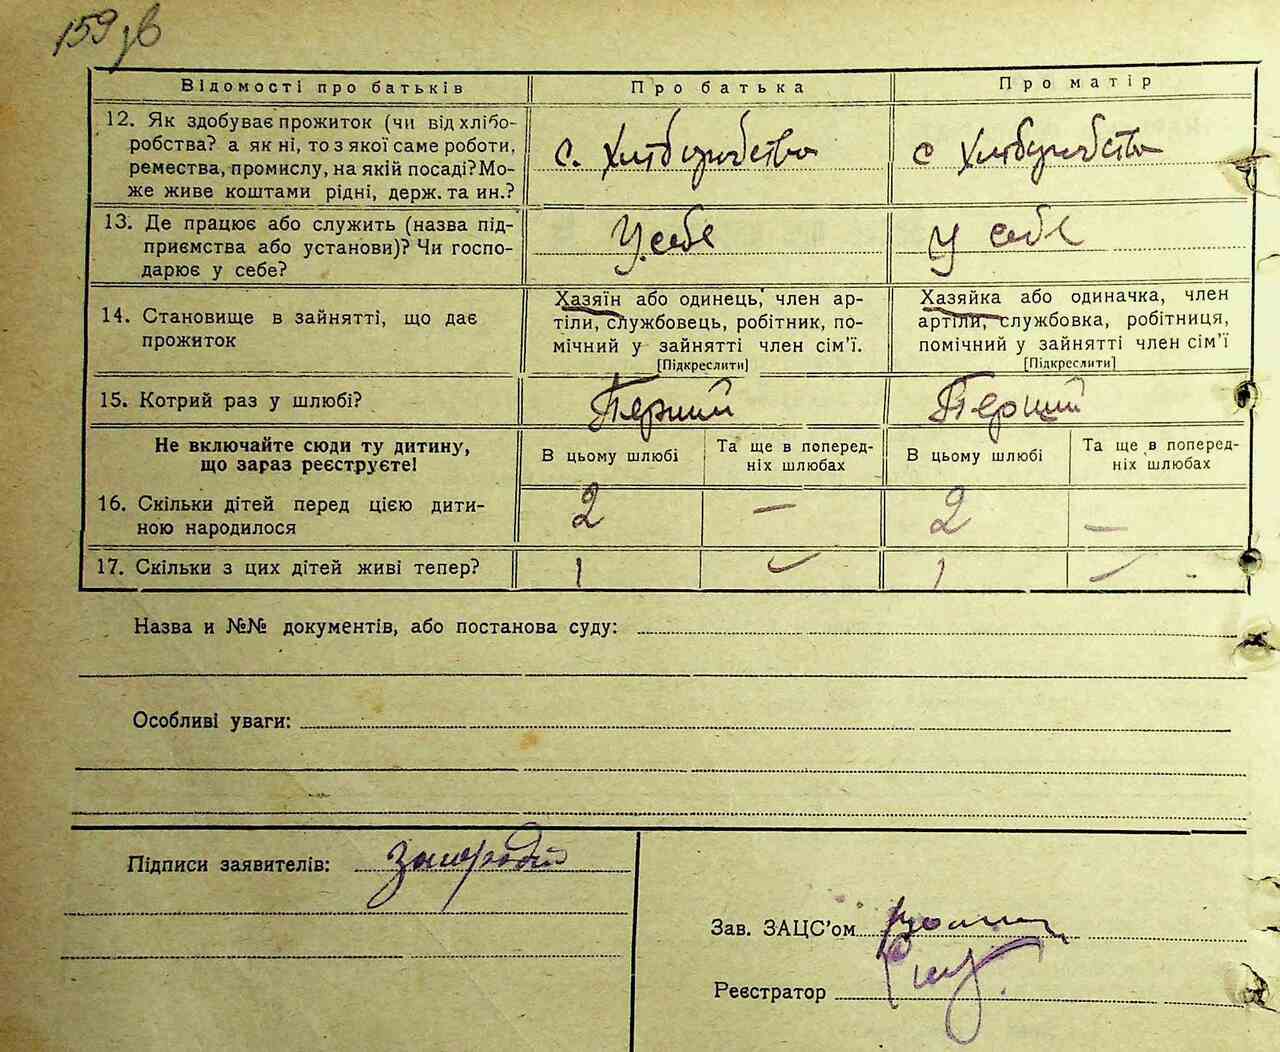 159 зв
Відомості про батьків
Про батька
Про матір
12. Як здобуває прожиток (чи від хлібо-
робства? а як ні, то з якої саме роботи,
ремества, промислу, на якій посаді? Мо-
же живе коштами рідні, держ. та ин.?
с. Хліборобства
с Хліборобства
13. Де працює або служить (назва під-
приємства або установи)? Чи госпо-
дарює у себе?
У себе
У себе
14. Становище в зайнятті, що дає
прожиток
Хазяїн або одинець, член ар-
тіли, службовець, робітник, по-
мічний у зайнятті член сім'ї.
[Підкреслити]
Хазяйка або одиначка, член
артіли, службовка, робітниця,
помічний у зайнятті член сім'ї
[Підкреслити]
15. Котрий раз у шлюбі?
Перший
Перший
Не включайте сюди ту дитину,
що зараз реєструєте!
В цьому шлюбі
Та ще в поперед-
ніх шлюбах
В цьому шлюбі
Та ще в поперед-
ніх шлюбах
16. Скільки дітей перед цією дити-
ною народилося
2
—
2
—
17. Скільки з цих дітей живі тепер?
1
—
1
—
Назва и №№ документів, або постанова суду:
Особливі уваги:
Підписи заявителів:
Зав. ЗАЦС'ом
Реєстратор